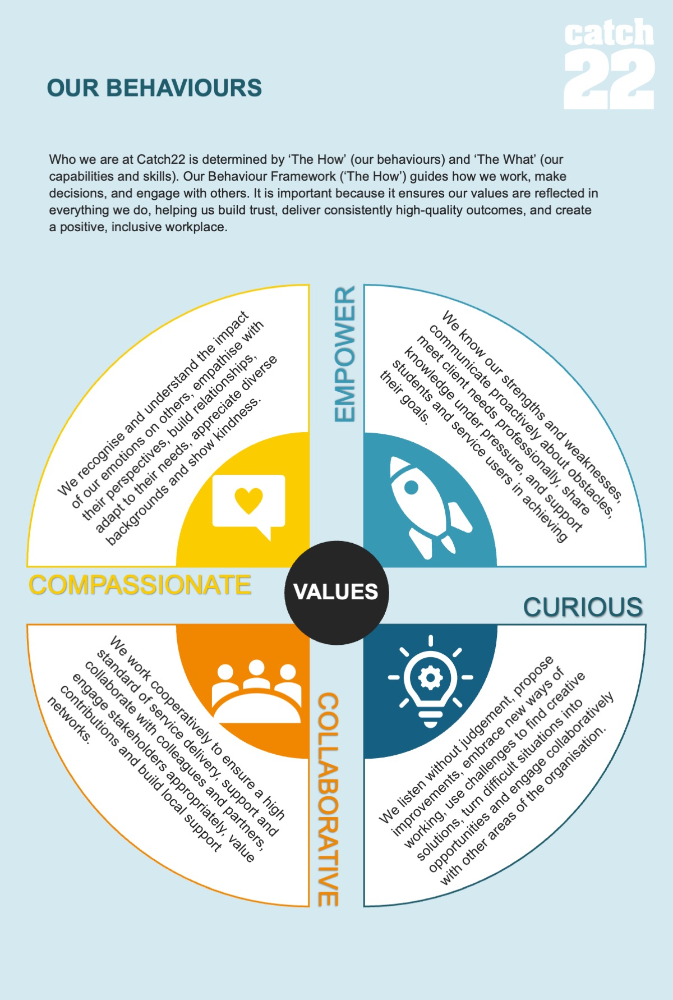 catch
22
OUR BEHAVIOURS
Who we are at Catch22 is determined by ‘The How’ (our behaviours) and ‘The What’ (our
capabilities and skills). Our Behaviour Framework (‘The How’) guides how we work, make
decisions, and engage with others. It is important because it ensures our values are reflected in
everything we do, helping us build trust, deliver consistently high-quality outcomes, and create
a positive, inclusive workplace.
We recognise and understand the impact
of our emotions on others, empathise with
their perspectives, build relationships,
adapt to their needs, appreciate diverse
backgrounds and show kindness.
COMPASSIONATE
EMPOWER
We know our strengths and weaknesses,
communicate proactively about obstacles,
meet client needs professionally, share
knowledge under pressure, and support
students and service users in achieving
their goals.
VALUES
CURIOUS
We work cooperatively to ensure a high
standard of service delivery, support and
collaborate with colleagues and partners,
engage stakeholders appropriately, value
contributions and build local support
networks.
COLLABORATIVE
We listen without judgement, propose
improvements, embrace new ways of
working, use challenges to find creative
solutions, turn difficult situations into
opportunities and engage collaboratively
with other areas of the organisation.